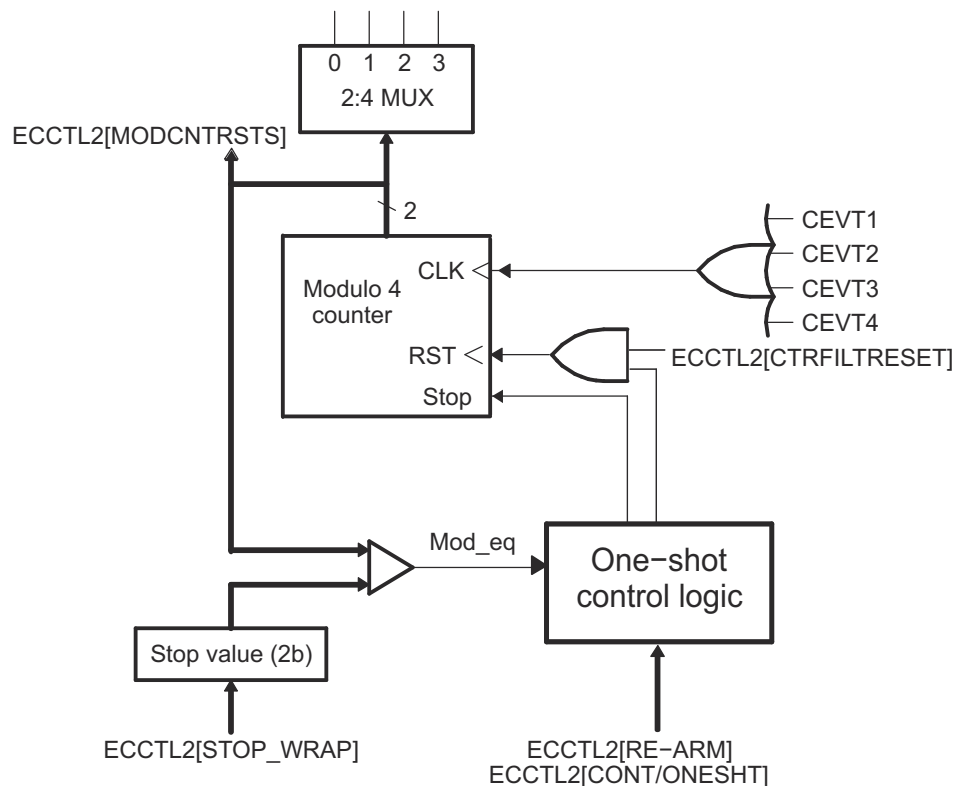 0 1 2 3
2:4 MUX
ECCTL2[MODCNTRSTS]
2
CEVT1
CLK
CEVT2
Modulo 4
counter
CEVT3
CEVT4
RST
ECCTL2[CTRFILTRESET]
Stop
Mod_eq
One−shot
control logic
Stop value (2b)
ECCTL2[STOP_WRAP]
ECCTL2[RE−ARM]
ECCTL2[CONT/ONESHT]